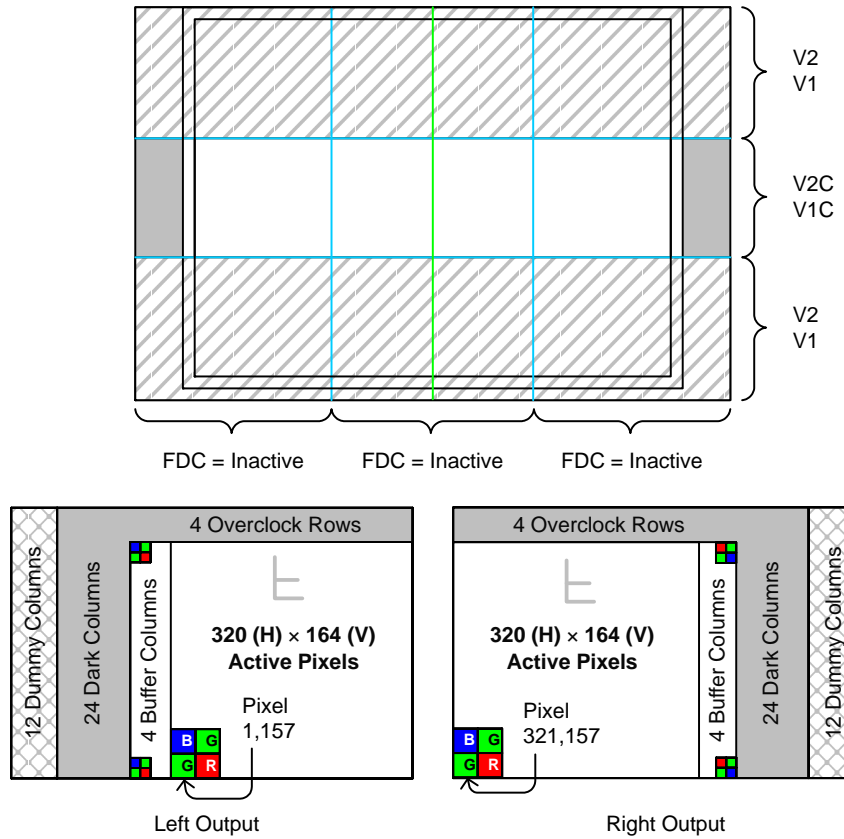 V2
V1
V2C
V1C
V2
V1
FDC = Inactive
FDC = Inactive
FDC = Inactive
4 Overclock Rows
12 Dummy Columns
24 Dark Columns
4 Buffer Columns
320 (H) × 164 (V)
Active Pixels
Pixel
1,157
B G
G R
Left Output
4 Overclock Rows
320 (H) × 164 (V)
Active Pixels
Pixel
321,157
B G
G R
4 Buffer Columns
24 Dark Columns
12 Dummy Columns
Right Output